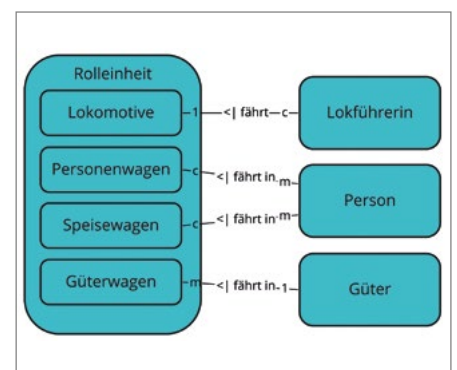 Rolleinheit
Lokomotive 1 <| fährt c Lokführerin
Personenwagen c <| fährt in m
Person
Speisewagen c <| fährt in m
Güterwagen m <| fährt in 1 Güter